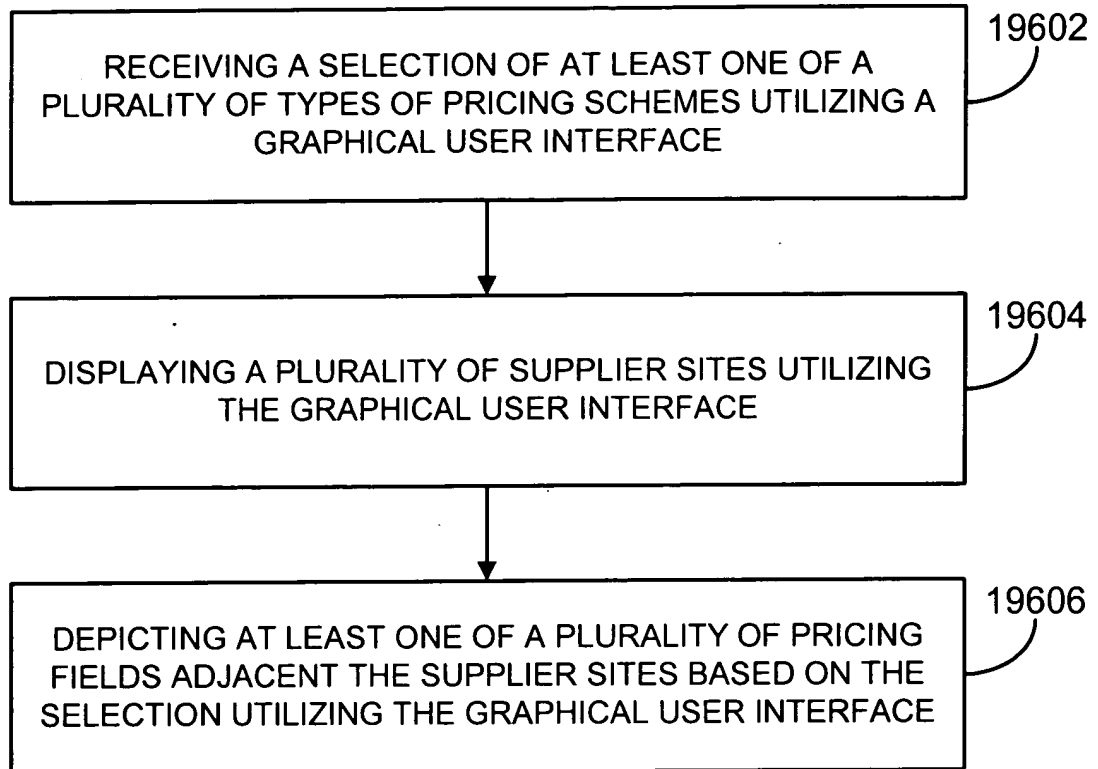 19602
RECEIVING A SELECTION OF AT LEAST ONE OF A
PLURALITY OF TYPES OF PRICING SCHEMES UTILIZING A
GRAPHICAL USER INTERFACE
19604
DISPLAYING A PLURALITY OF SUPPLIER SITES UTILIZING
THE GRAPHICAL USER INTERFACE
19606
DEPICTING AT LEAST ONE OF A PLURALITY OF PRICING
FIELDS ADJACENT THE SUPPLIER SITES BASED ON THE
SELECTION UTILIZING THE GRAPHICAL USER INTERFACE